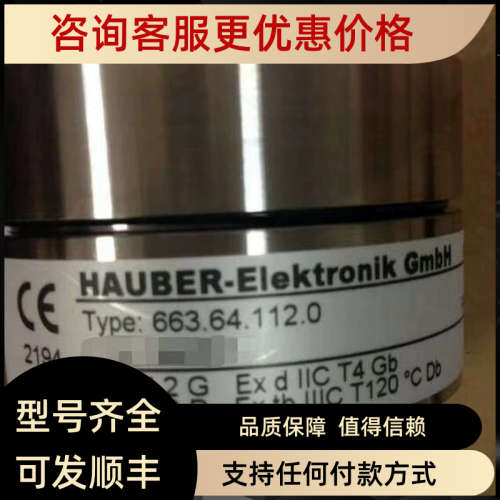 咨询客服更优惠价格
HAUBER-Elektronik GmbH
CE
Type: 663.64.112.0
2194
2 G Ex d IIC T4 Gb
Ex tb IIIC T120 °C Db
型号齐全
品质保障 值得信赖
可发顺丰
支持任何付款方式